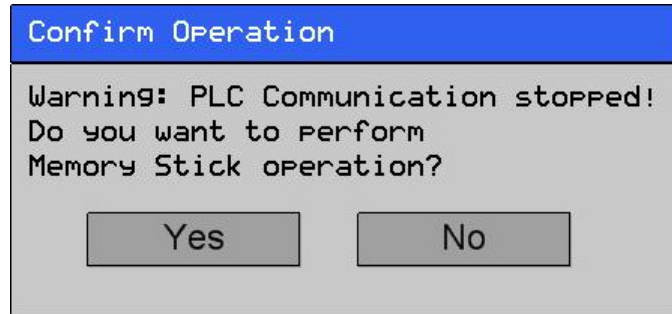 Confirm Operation
Warning: PLC Communication stopped!
Do you want to perform
Memory Stick operation?
Yes
No